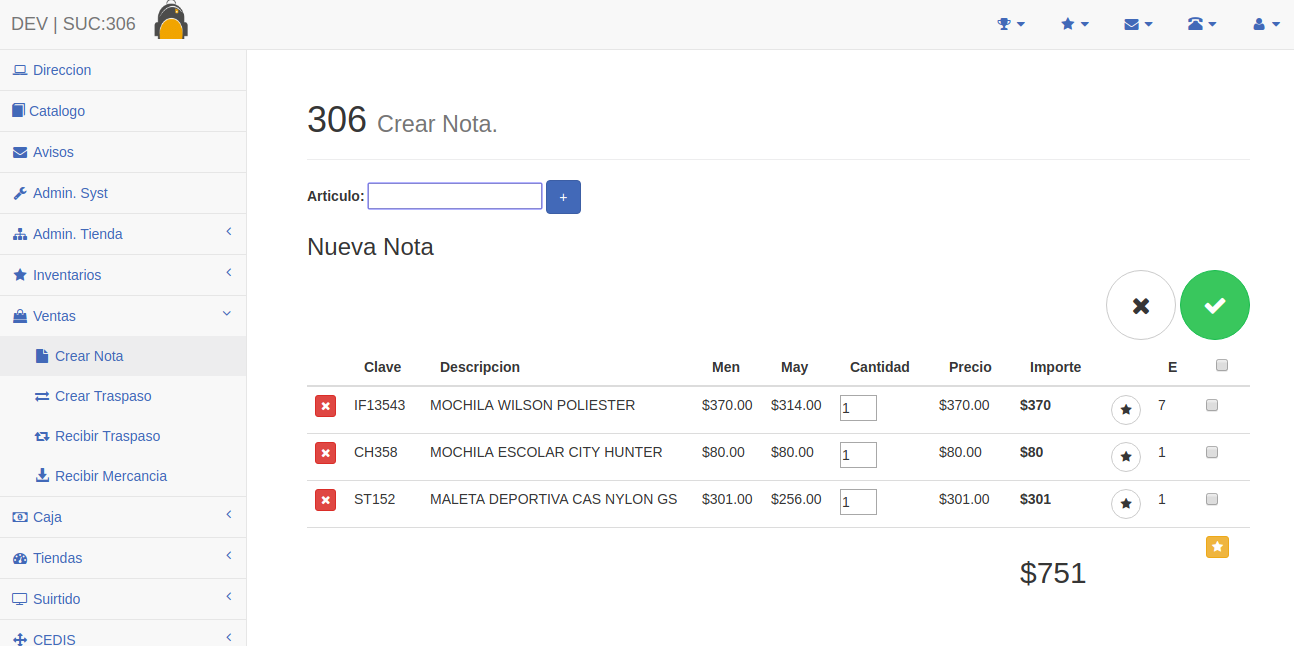 DEV | SUC:306
Direccion
Catalogo
Avisos
Admin. Syst
Admin. Tienda
Inventarios
Ventas
Crear Nota
Crear Traspaso
Recibir Traspaso
Recibir Mercancia
Caja
Tiendas
Suirtido
CEDIS
306 Crear Nota.
Articulo: +
Nueva Nota
Clave Descripcion Men May Cantidad Precio Importe E
IF13543 MOCHILA WILSON POLIESTER $370.00 $314.00 1 $370.00 $370 7
CH358 MOCHILA ESCOLAR CITY HUNTER $80.00 $80.00 1 $80.00 $80 1
ST152 MALETA DEPORTIVA CAS NYLON GS $301.00 $256.00 1 $301.00 $301 1
$751